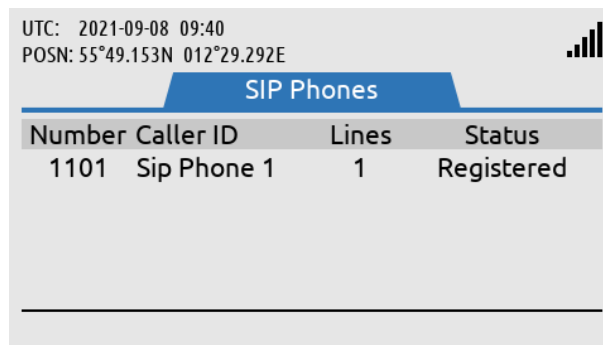 UTC: 2021-09-08 09:40
POSN: 55°49.153N 012°29.292E
SIP Phones
Number Caller ID Lines Status
1101 Sip Phone 1 1 Registered